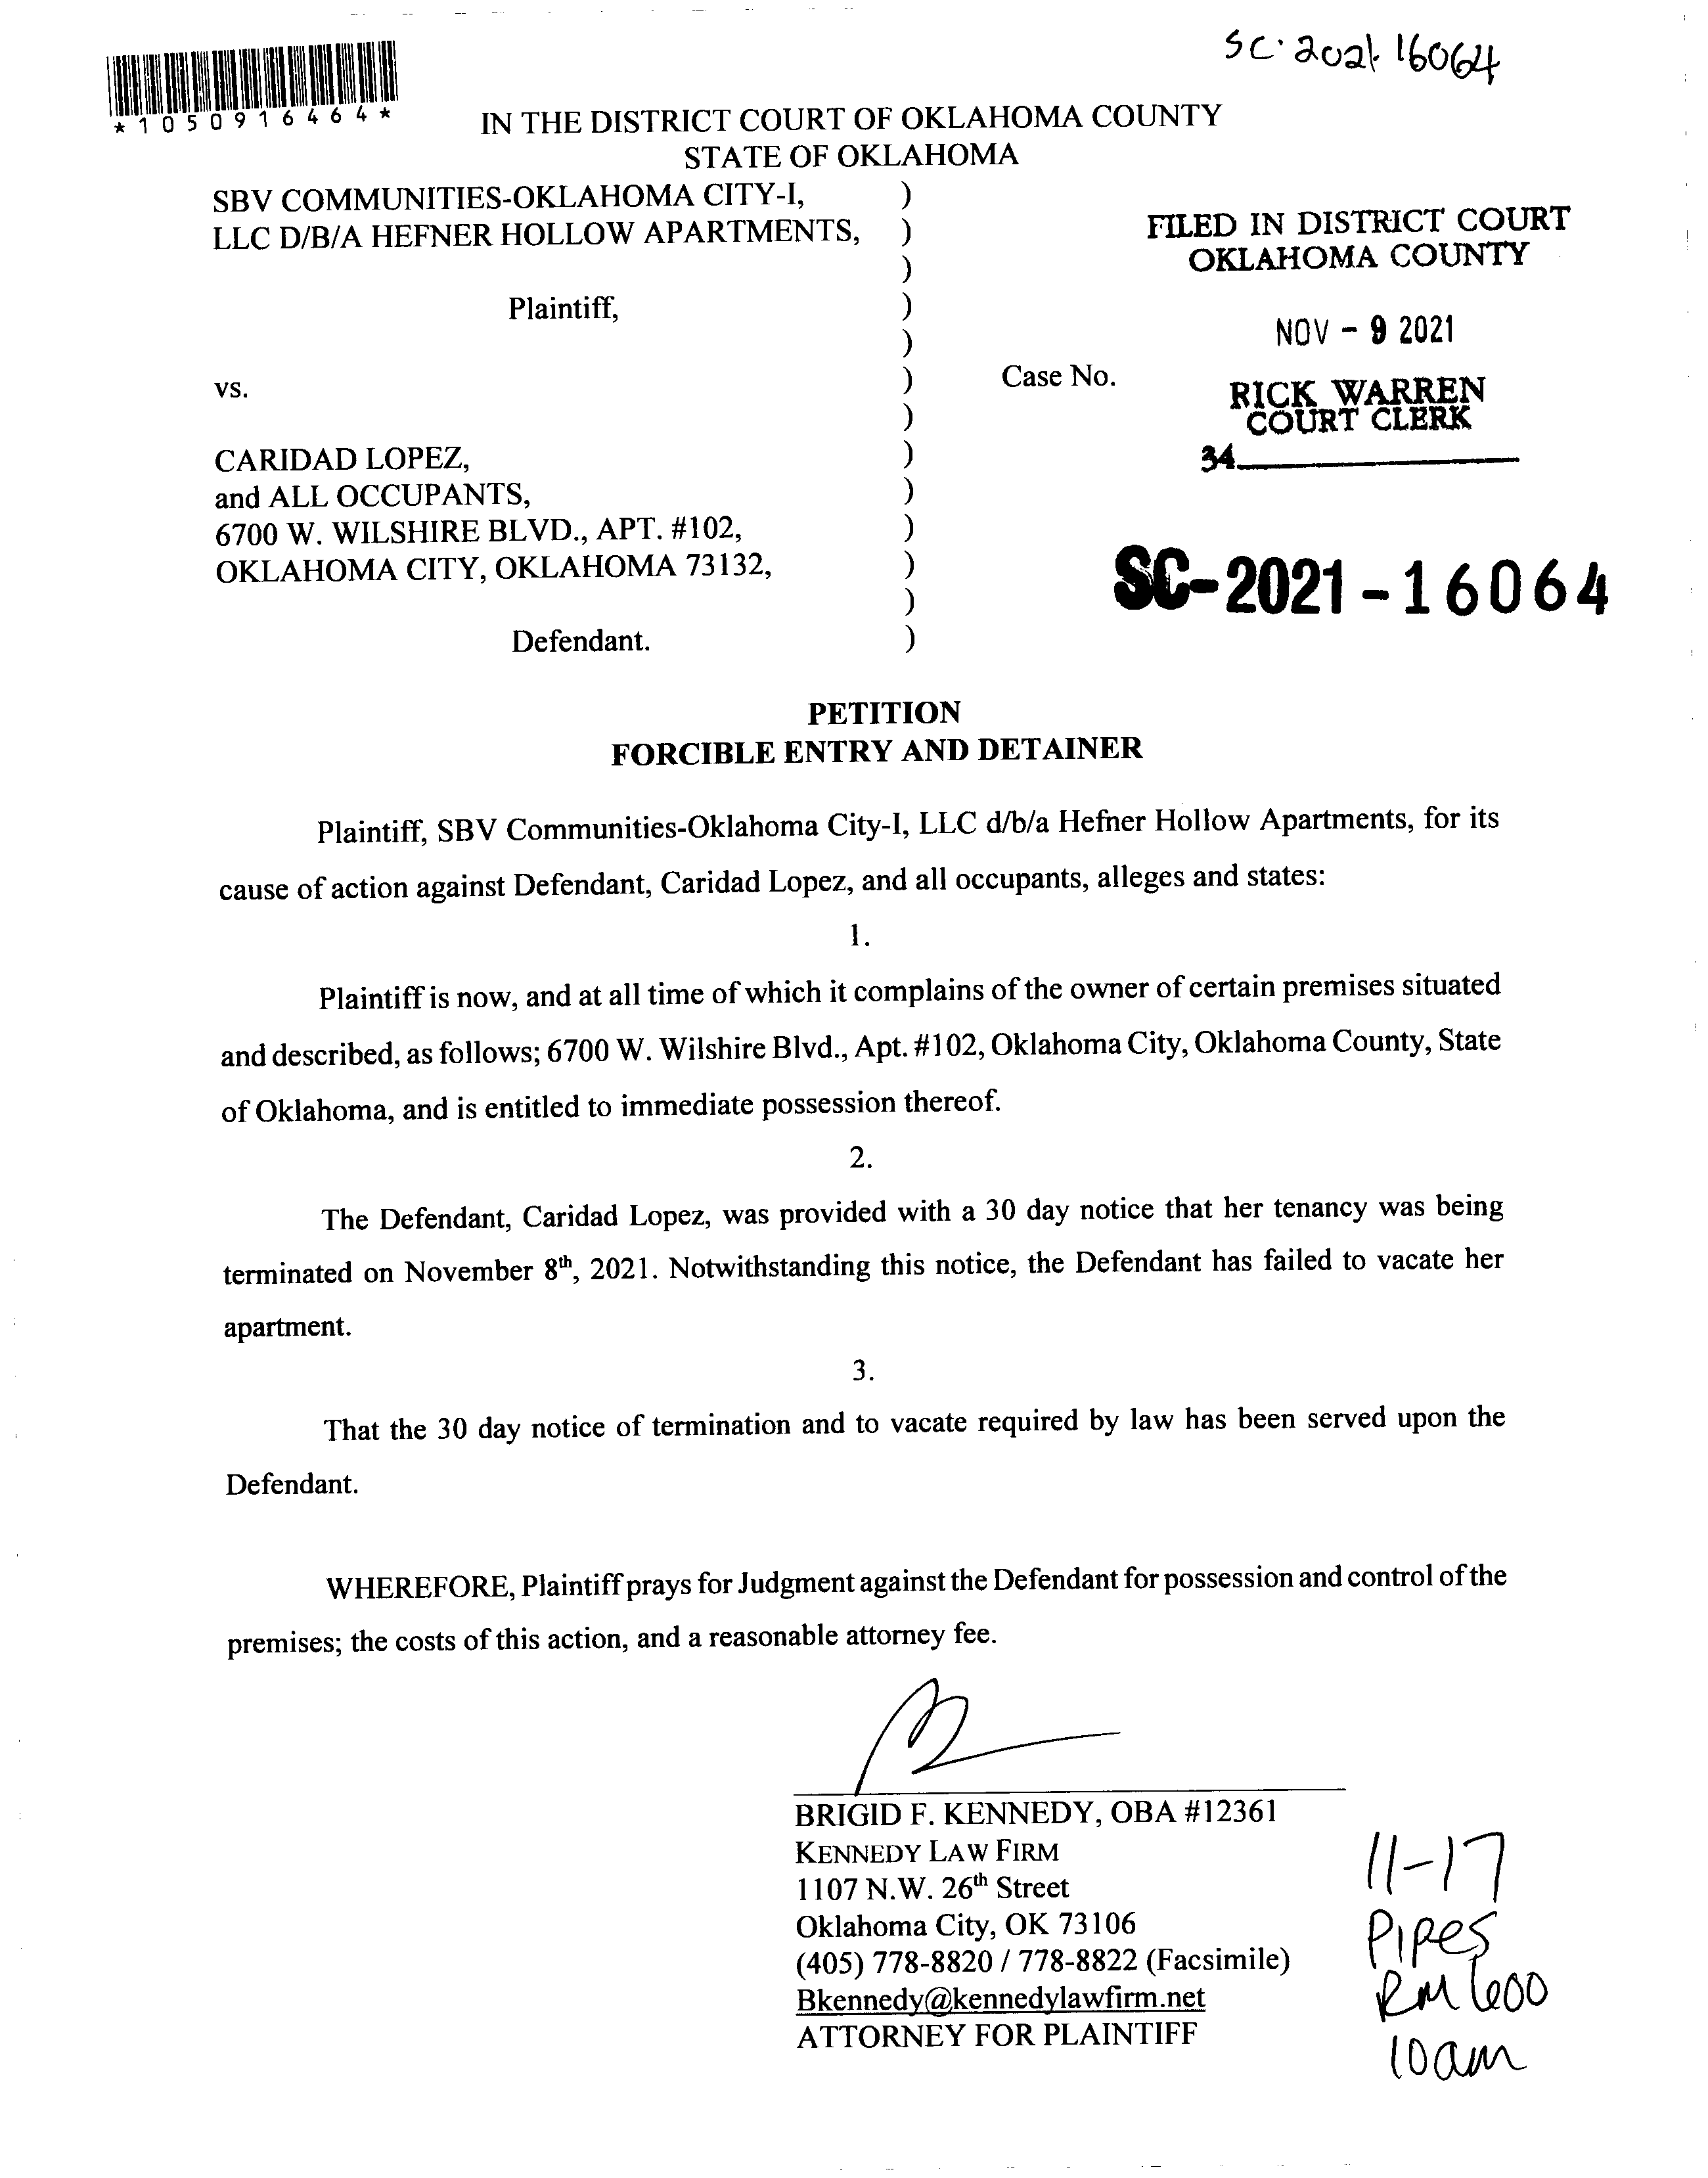 SC-2021-16064
*1050916464*
IN THE DISTRICT COURT OF OKLAHOMA COUNTY
STATE OF OKLAHOMA
SBV COMMUNITIES-OKLAHOMA CITY-I, )
LLC D/B/A HEFNER HOLLOW APARTMENTS, )
)
Plaintiff, )
)
vs. )
)
CARIDAD LOPEZ, )
and ALL OCCUPANTS, )
6700 W. WILSHIRE BLVD., APT. #102, )
OKLAHOMA CITY, OKLAHOMA 73132, )
)
Defendant. )
FILED IN DISTRICT COURT
OKLAHOMA COUNTY
NOV - 9 2021
Case No.
RICK WARREN
COURT CLERK
34
SC-2021-16064
PETITION
FORCIBLE ENTRY AND DETAINER
Plaintiff, SBV Communities-Oklahoma City-I, LLC d/b/a Hefner Hollow Apartments, for its
cause of action against Defendant, Caridad Lopez, and all occupants, alleges and states:
1.
Plaintiff is now, and at all time of which it complains of the owner of certain premises situated
and described, as follows; 6700 W. Wilshire Blvd., Apt. #102, Oklahoma City, Oklahoma County, State
of Oklahoma, and is entitled to immediate possession thereof.
2.
The Defendant, Caridad Lopez, was provided with a 30 day notice that her tenancy was being
terminated on November 8th, 2021. Notwithstanding this notice, the Defendant has failed to vacate her
apartment.
3.
That the 30 day notice of termination and to vacate required by law has been served upon the
Defendant.
WHEREFORE, Plaintiff prays for Judgment against the Defendant for possession and control of the
premises; the costs of this action, and a reasonable attorney fee.
BRIGID F. KENNEDY, OBA #12361
KENNEDY LAW FIRM
1107 N.W. 26th Street
Oklahoma City, OK 73106
(405) 778-8820 / 778-8822 (Facsimile)
Bkennedy@kennedylawfirm.net
ATTORNEY FOR PLAINTIFF
11-17
Pipes
RM 600
10am